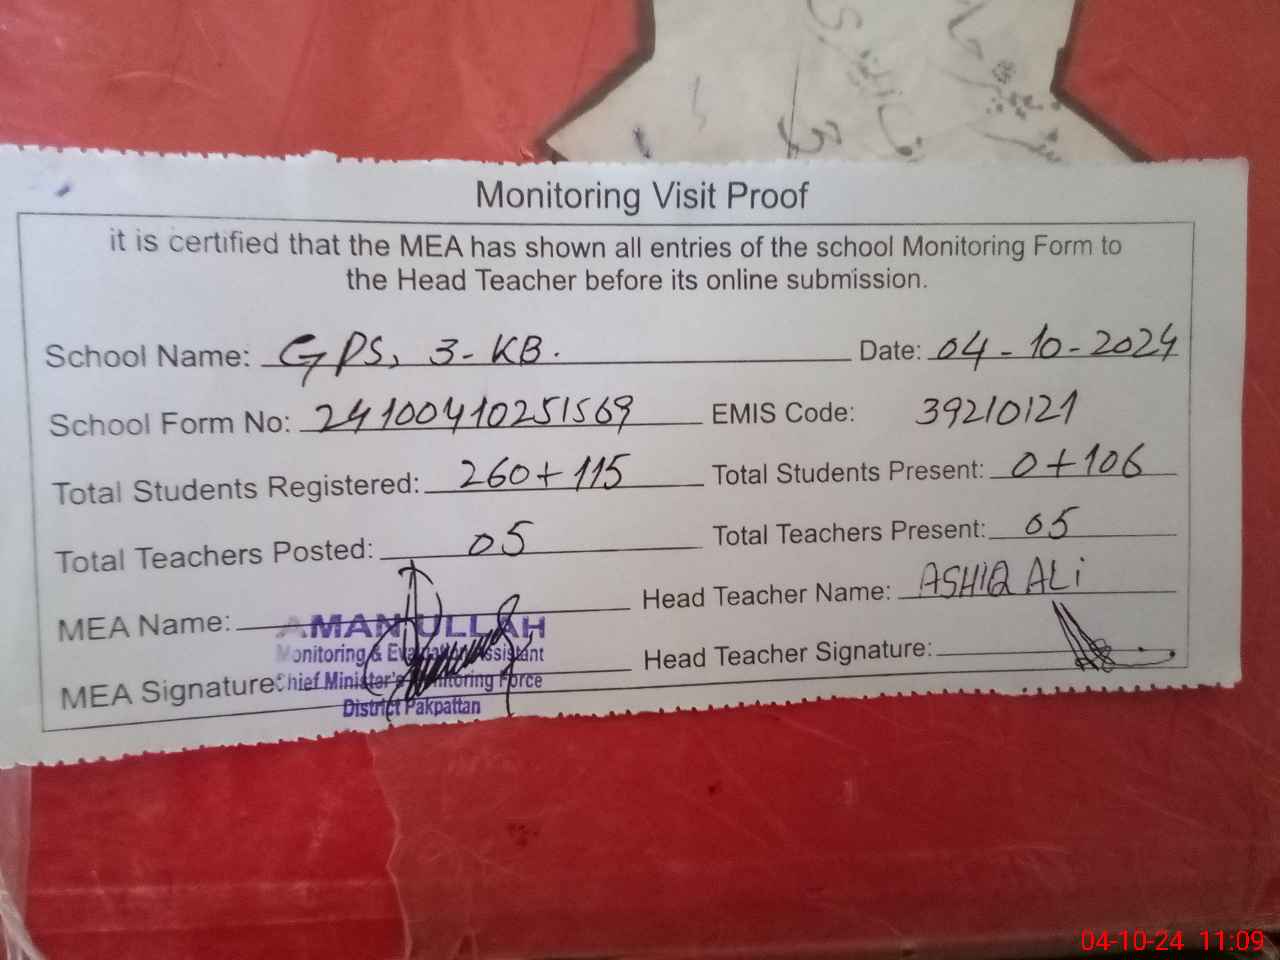 Monitoring Visit Proof
it is certified that the MEA has shown all entries of the school Monitoring Form to
the Head Teacher before its online submission.
School Name: GPS, 3-KB. Date: 04-10-2024
School Form No: 24100410251569 EMIS Code: 39210121
Total Students Registered: 260+115 Total Students Present: 0+106
Total Teachers Posted: 05 Total Teachers Present: 05
MEA Name: AMAN ULLAH Head Teacher Name: ASHIQ ALi
Monitoring & Evaluation Assistant
MEA Signature: Chief Minister's Monitoring Force Head Teacher Signature:
District Pakpattan
04-10-24 11:09